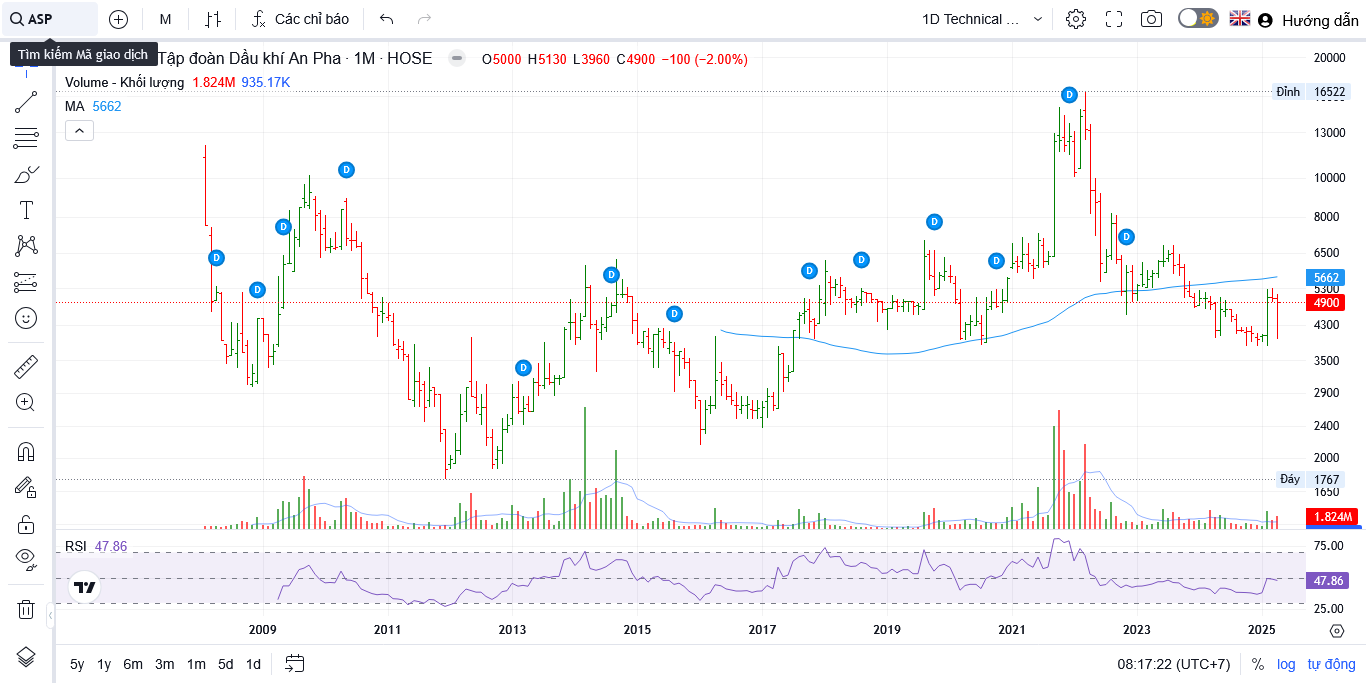 ASP
M
Các chỉ báo
1D Technical ...
Hướng dẫn
Tìm kiếm Mã giao dịch
Tập đoàn Dầu khí An Pha · 1M · HOSE
O5000 H5130 L3960 C4900 −100 (−2.00%)
Volume - Khối lượng 1.824M 935.17K
MA 5662
D
D
D
D
D
D
D
D
D
D
D
D
D
20000
Đỉnh 16522
13000
10000
8000
6500
5662
5300
4900
4300
3500
2900
2400
2000
Đáy 1767
1650
1.824M
RSI 47.86
75.00
47.86
25.00
2009 2011 2013 2015 2017 2019 2021 2023 2025
5y 1y 6m 3m 1m 5d 1d
08:17:22 (UTC+7) % log tự động